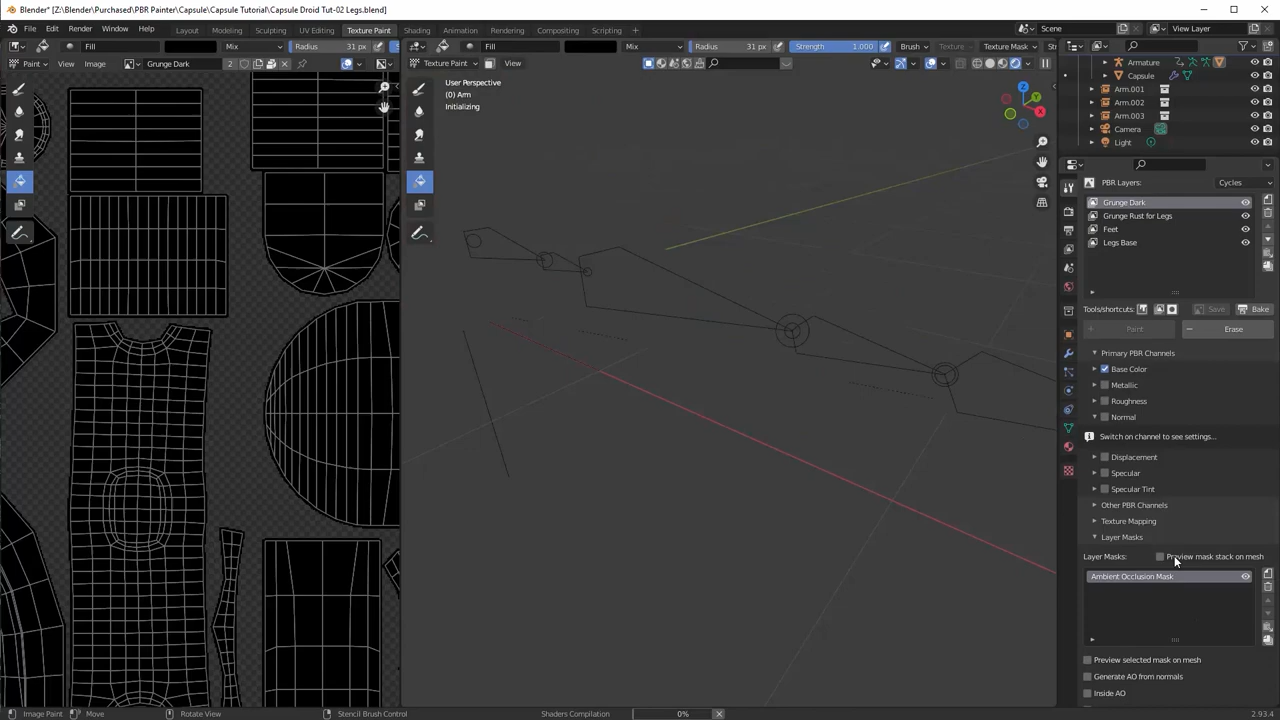 Blender* [Z:\Blender\Purchased\PBR Painter\Capsule\Capsule Tutorial\Capsule Droid Tut-02 Legs.blend]
File Edit Render Window Help Layout Modeling Sculpting UV Editing Texture Paint Shading Animation Rendering Compositing Scripting + Scene View Layer
Fill Mix Radius 31 px Fill Mix Radius 31 px Strength 1.000 Brush Texture Texture Mask
Paint View Image Grunge Dark 2 Texture Paint View
User Perspective
(0) Arm
Initializing
Armature
Capsule
Arm.001
Arm.002
Arm.003
Camera
Light
PBR Layers: Cycles
Grunge Dark
Grunge Rust for Legs
Feet
Legs Base
Tools/shortcuts: Save Bake
Paint Erase
Primary PBR Channels
Base Color
Metallic
Roughness
Normal
Switch on channel to see settings...
Displacement
Specular
Specular Tint
Other PBR Channels
Texture Mapping
Layer Masks
Layer Masks: Preview mask stack on mesh
Ambient Occlusion Mask
Preview selected mask on mesh
Generate AO from normals
Inside AO
Image Paint Move Rotate View Stencil Brush Control Shaders Compilation 0% 2.93.4